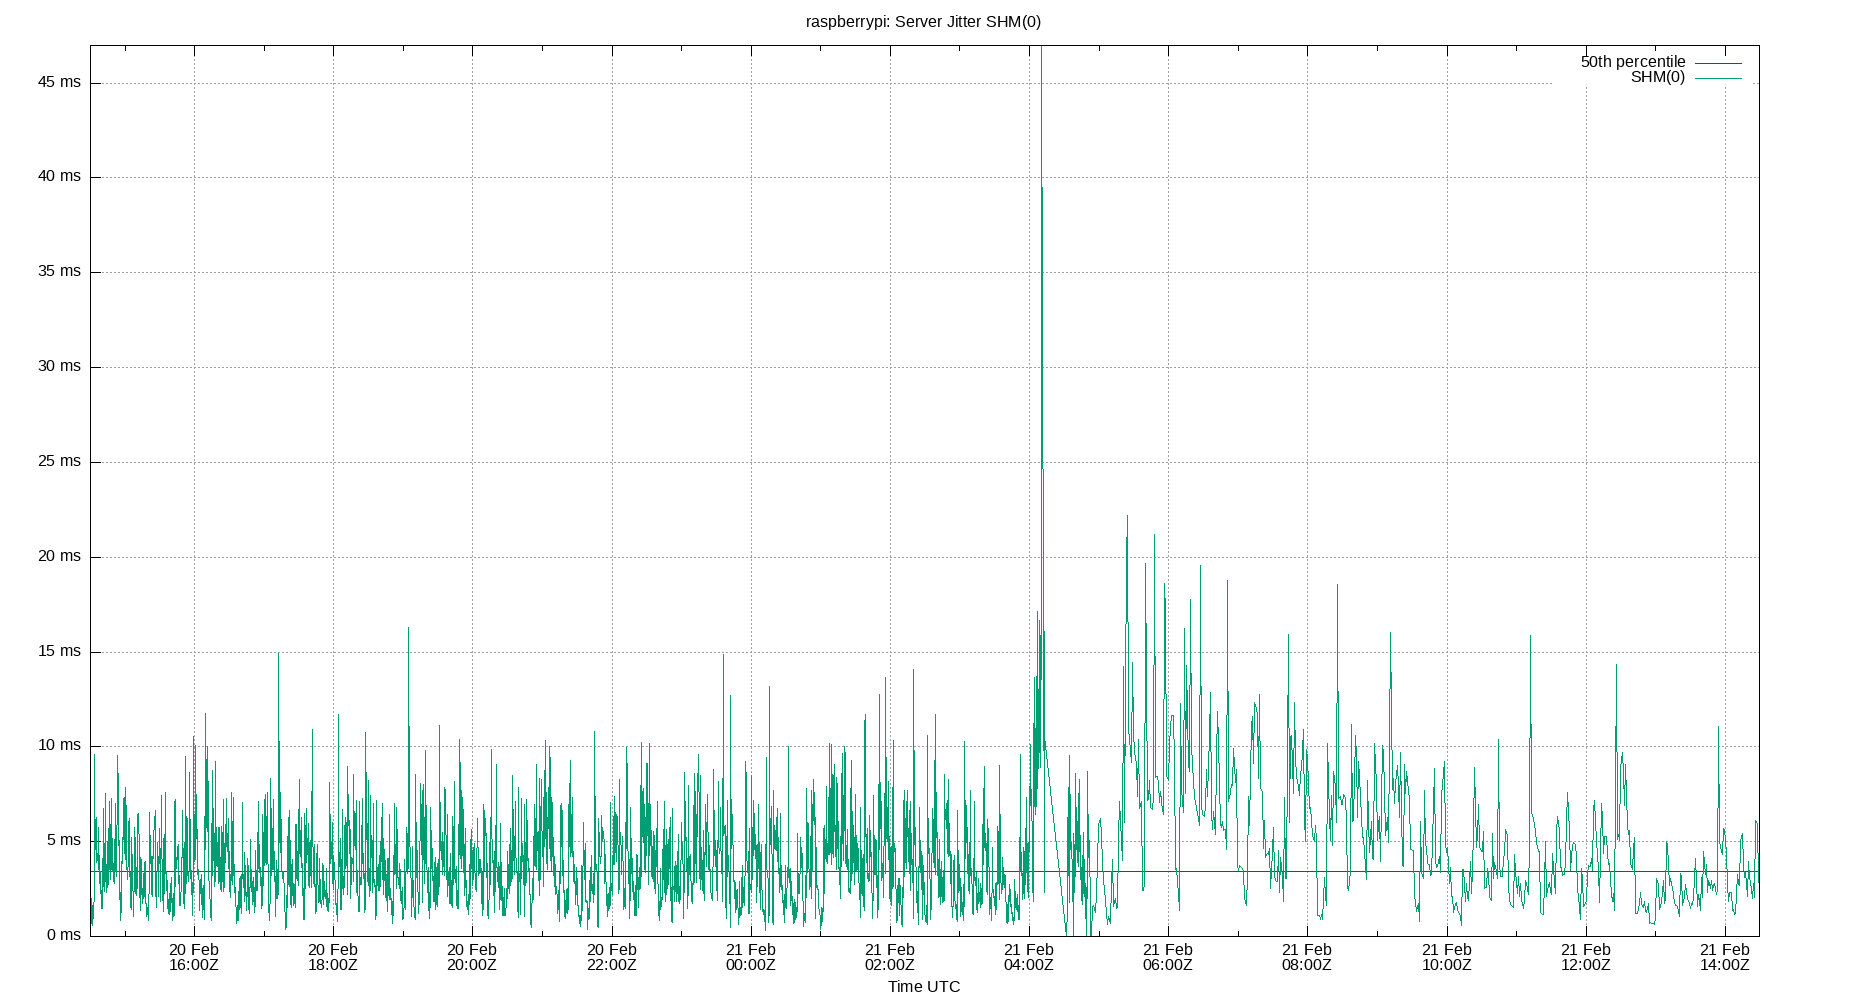 raspberrypi: Server Jitter SHM(0)
50th percentile
SHM(0)
45 ms
40 ms
35 ms
30 ms
25 ms
20 ms
15 ms
10 ms
5 ms
0 ms
20 Feb 20 Feb 20 Feb 20 Feb 21 Feb 21 Feb 21 Feb 21 Feb 21 Feb 21 Feb 21 Feb 21 Feb
16:00Z 18:00Z 20:00Z 22:00Z 00:00Z 02:00Z 04:00Z 06:00Z 08:00Z 10:00Z 12:00Z 14:00Z
Time UTC